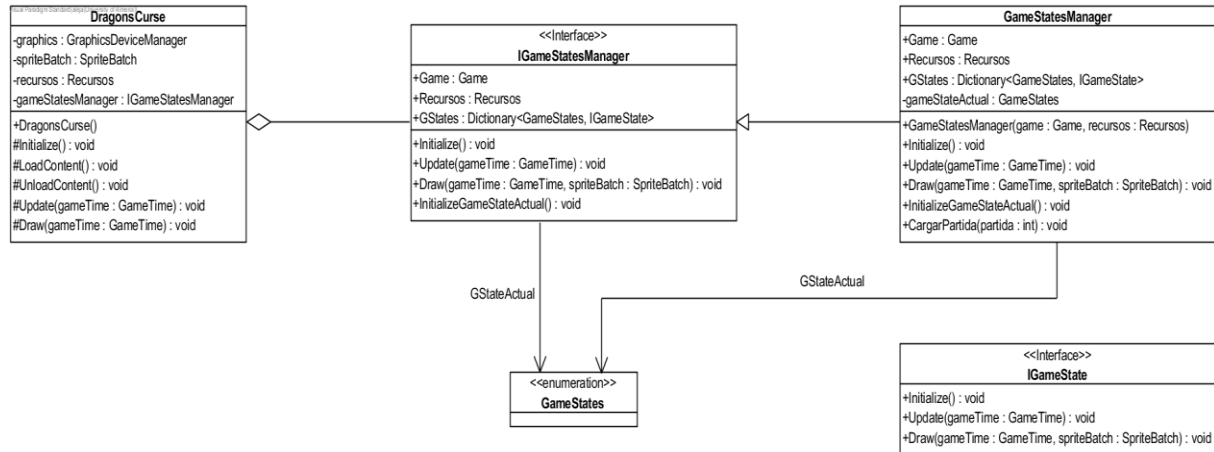 DragonsCurse
-graphics : GraphicsDeviceManager
-spriteBatch : SpriteBatch
-recursos : Recursos
-gameStatesManager : IGameStatesManager
+DragonsCurse()
#Initialize() : void
#LoadContent() : void
#UnloadContent() : void
#Update(gameTime : GameTime) : void
#Draw(gameTime : GameTime) : void
<<Interface>>
IGameStatesManager
+Game : Game
+Recursos : Recursos
+GStates : Dictionary<GameStates, IGameState>
+Initialize() : void
+Update(gameTime : GameTime) : void
+Draw(gameTime : GameTime, spriteBatch : SpriteBatch) : void
+InitializeGameStateActual() : void
GameStatesManager
+Game : Game
+Recursos : Recursos
+GStates : Dictionary<GameStates, IGameState>
-gameStateActual : GameStates
+GameStatesManager(game : Game, recursos : Recursos)
+Initialize() : void
+Update(gameTime : GameTime) : void
+Draw(gameTime : GameTime, spriteBatch : SpriteBatch) : void
+InitializeGameStateActual() : void
+CargarPartida(partida : int) : void
GStateActual
GStateActual
<<enumeration>>
GameStates
<<Interface>>
IGameState
+Initialize() : void
+Update(gameTime : GameTime) : void
+Draw(gameTime : GameTime, spriteBatch : SpriteBatch) : void